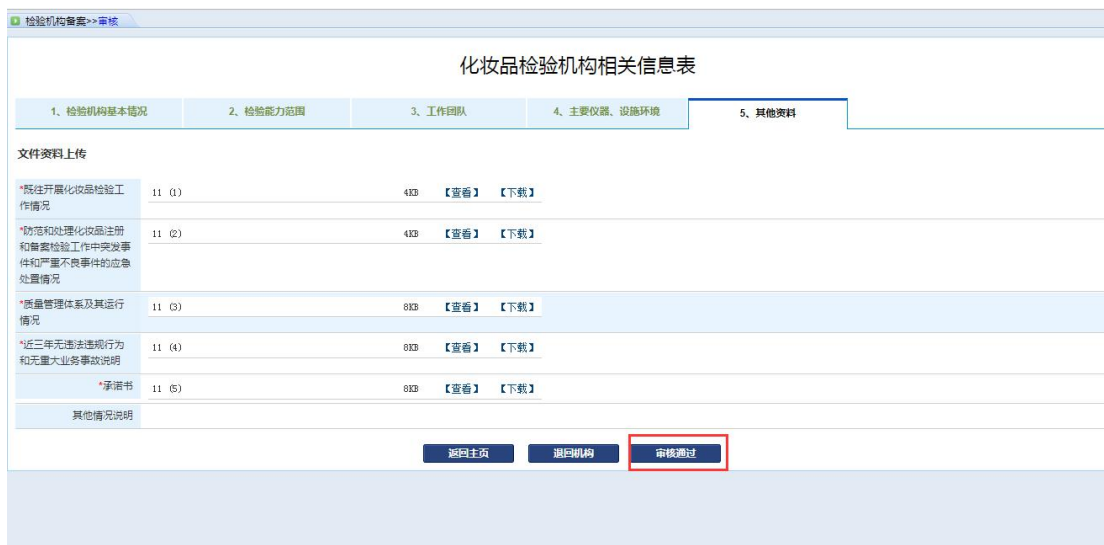 检验机构备案>>审核
化妆品检验机构相关信息表
1、检验机构基本情况 2、检验能力范围 3、工作团队 4、主要仪器、设施环境 5、其他资料
文件资料上传
*既往开展化妆品检验工 11 (1) 4KB 【查看】 【下载】
作情况
*防范和处理化妆品注册 11 (2) 4KB 【查看】 【下载】
和备案检验工作中突发事
件和严重不良事件的应急
处置情况
*质量管理体系及其运行 11 (3) 8KB 【查看】 【下载】
情况
*近三年无违法违规行为 11 (4) 8KB 【查看】 【下载】
和无重大业务事故说明
*承诺书 11 (5) 8KB 【查看】 【下载】
其他情况说明
返回主页 退回机构 审核通过